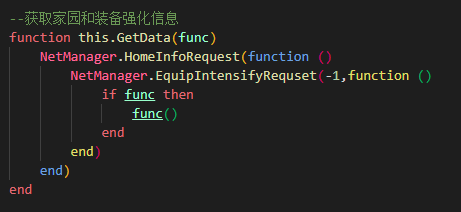 --获取家园和装备强化信息
function this.GetData(func)
    NetManager.HomeInfoRequest(function ()
        NetManager.EquipIntensifyRequset(-1,function ()
            if func then
                func()
            end
        end)
    end)
end